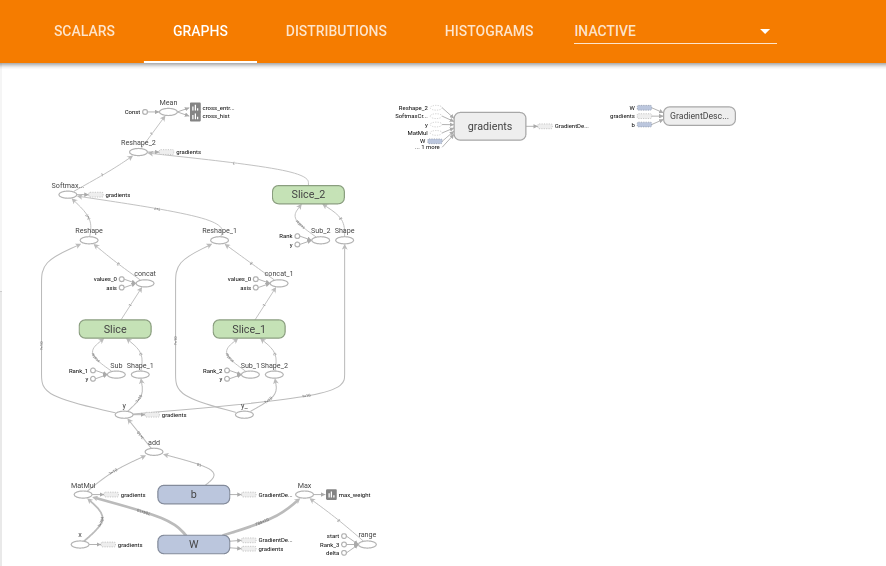 SCALARS GRAPHS DISTRIBUTIONS HISTOGRAMS INACTIVE
Mean
Const
cross_entr...
cross_hist
Reshape_2
gradients
Softmax...
gradients
Slice_2
Reshape
Reshape_1
Rank
y
Sub_2
Shape
values_0
axis
concat
values_0
axis
concat_1
Slice
Slice_1
Rank_1
y
Sub
Shape_1
Rank_2
y
Sub_1
Shape_2
y
gradients
y_
add
MatMul
gradients
b
GradientDe...
Max
max_weight
x
gradients
W
GradientDe...
gradients
start
Rank_3
delta
range
Reshape_2
SoftmaxCr...
y
MatMul
W
... 1 more
gradients
GradientDe...
W
gradients
b
GradientDesc...